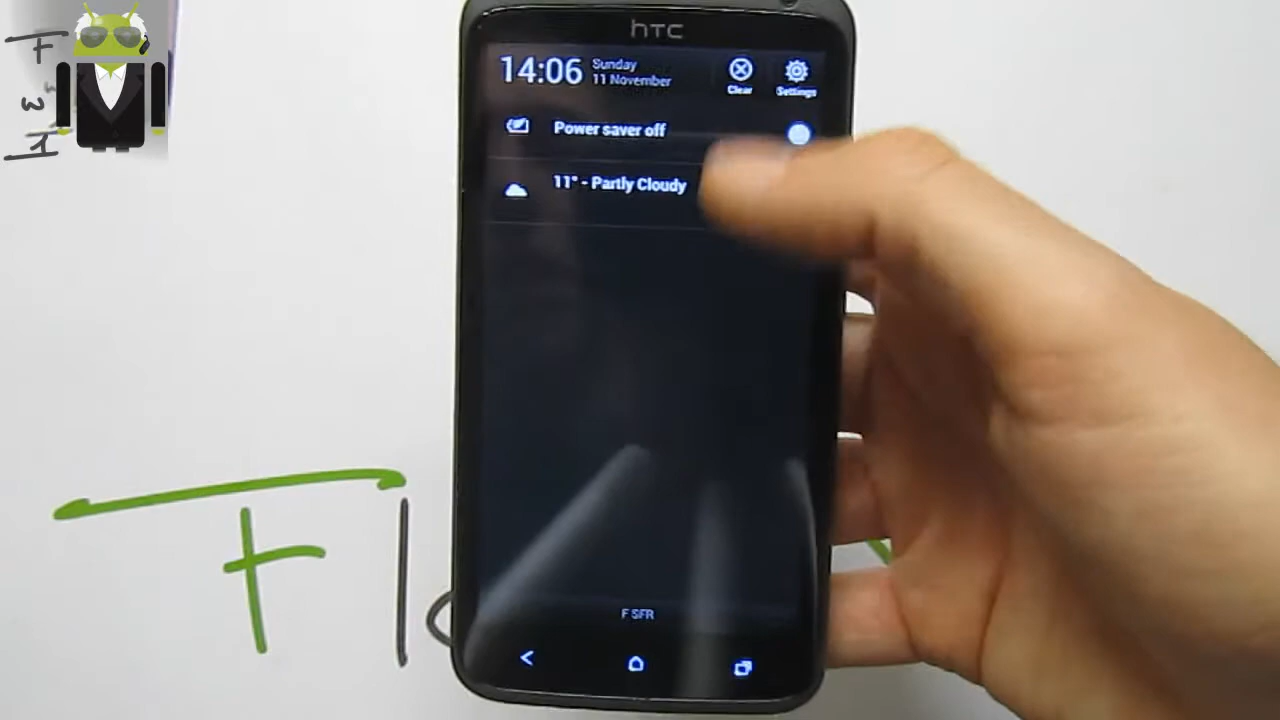 hTC
14:06
Sunday
11 November
Clear
Settings
Power saver off
11° - Partly Cloudy
F SFR